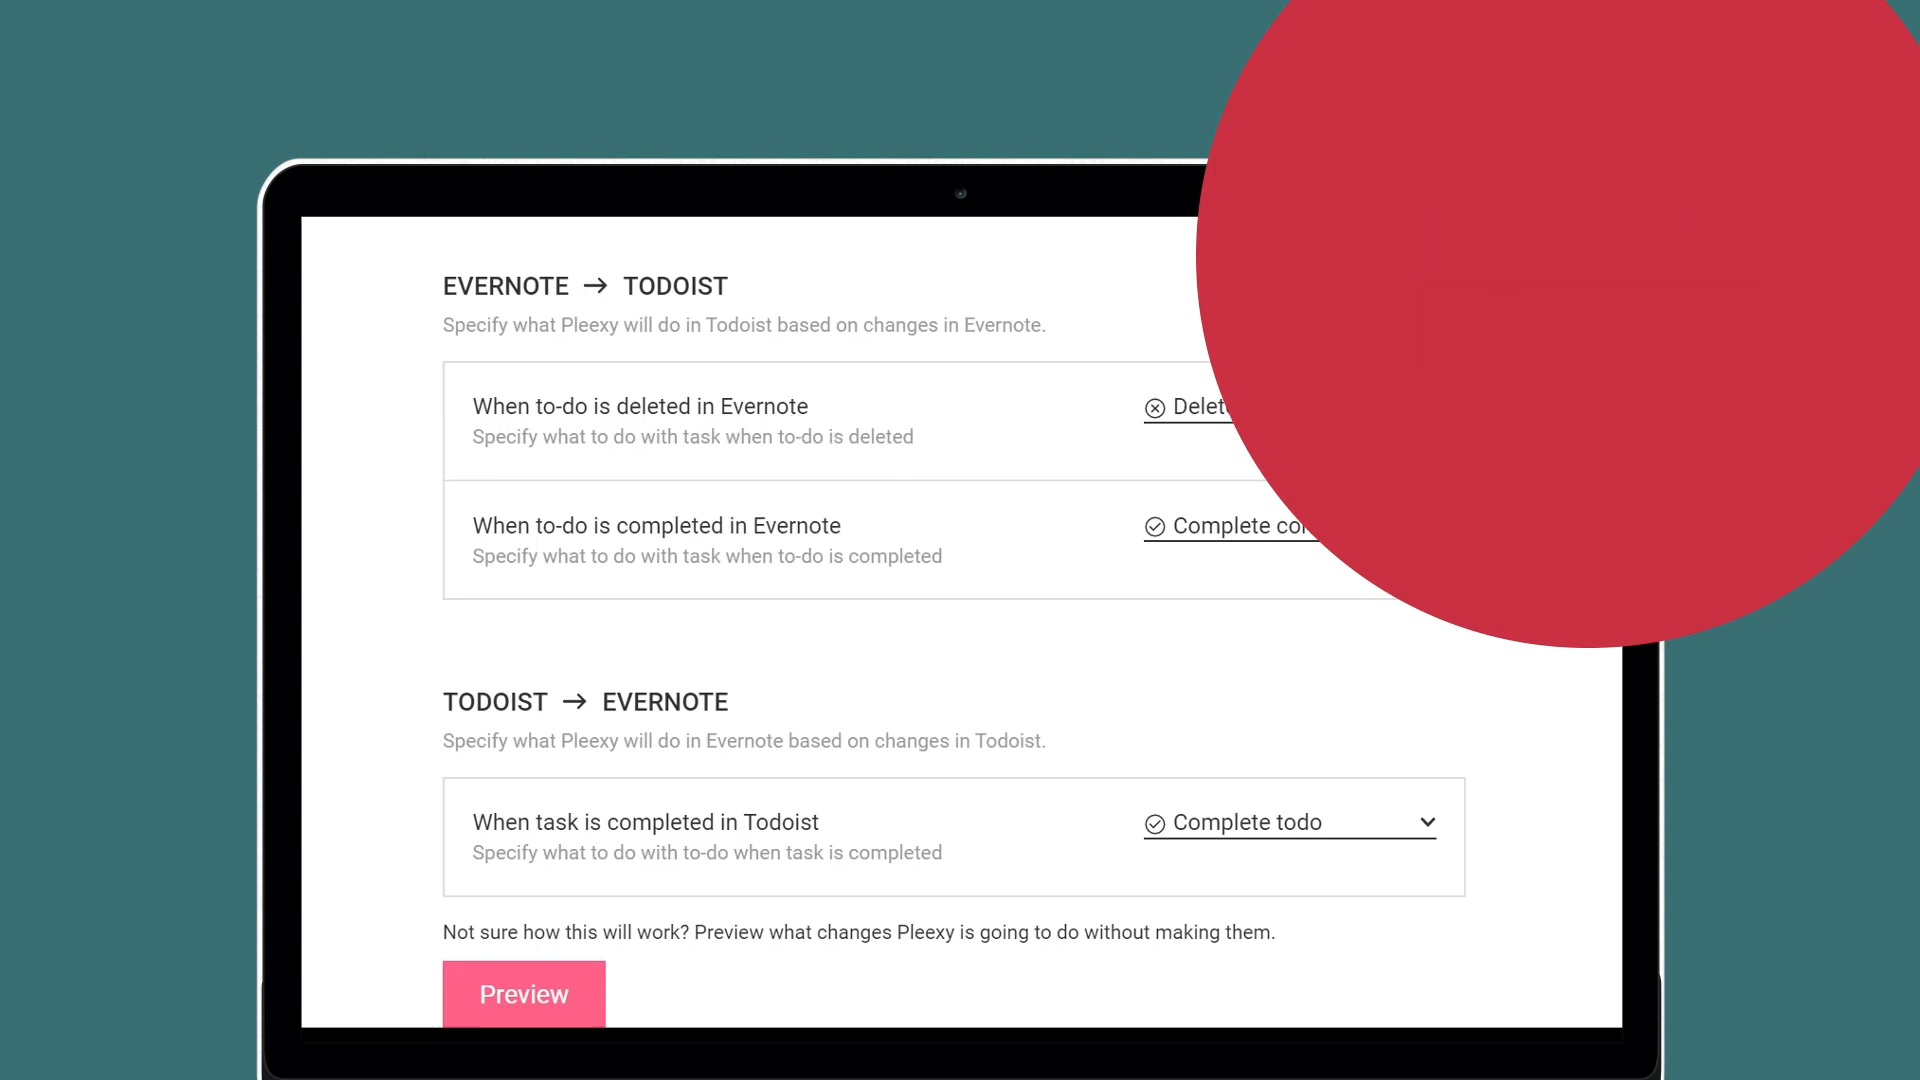 EVERNOTE → TODOIST
Specify what Pleexy will do in Todoist based on changes in Evernote.
When to-do is deleted in Evernote
Specify what to do with task when to-do is deleted
When to-do is completed in Evernote
Complete
Specify what to do with task when to-do is completed
TODOIST → EVERNOTE
Specify what Pleexy will do in Evernote based on changes in Todoist.
When task is completed in Todoist
Complete todo
Specify what to do with to-do when task is completed
Not sure how this will work? Preview what changes Pleexy is going to do without making them.
Preview